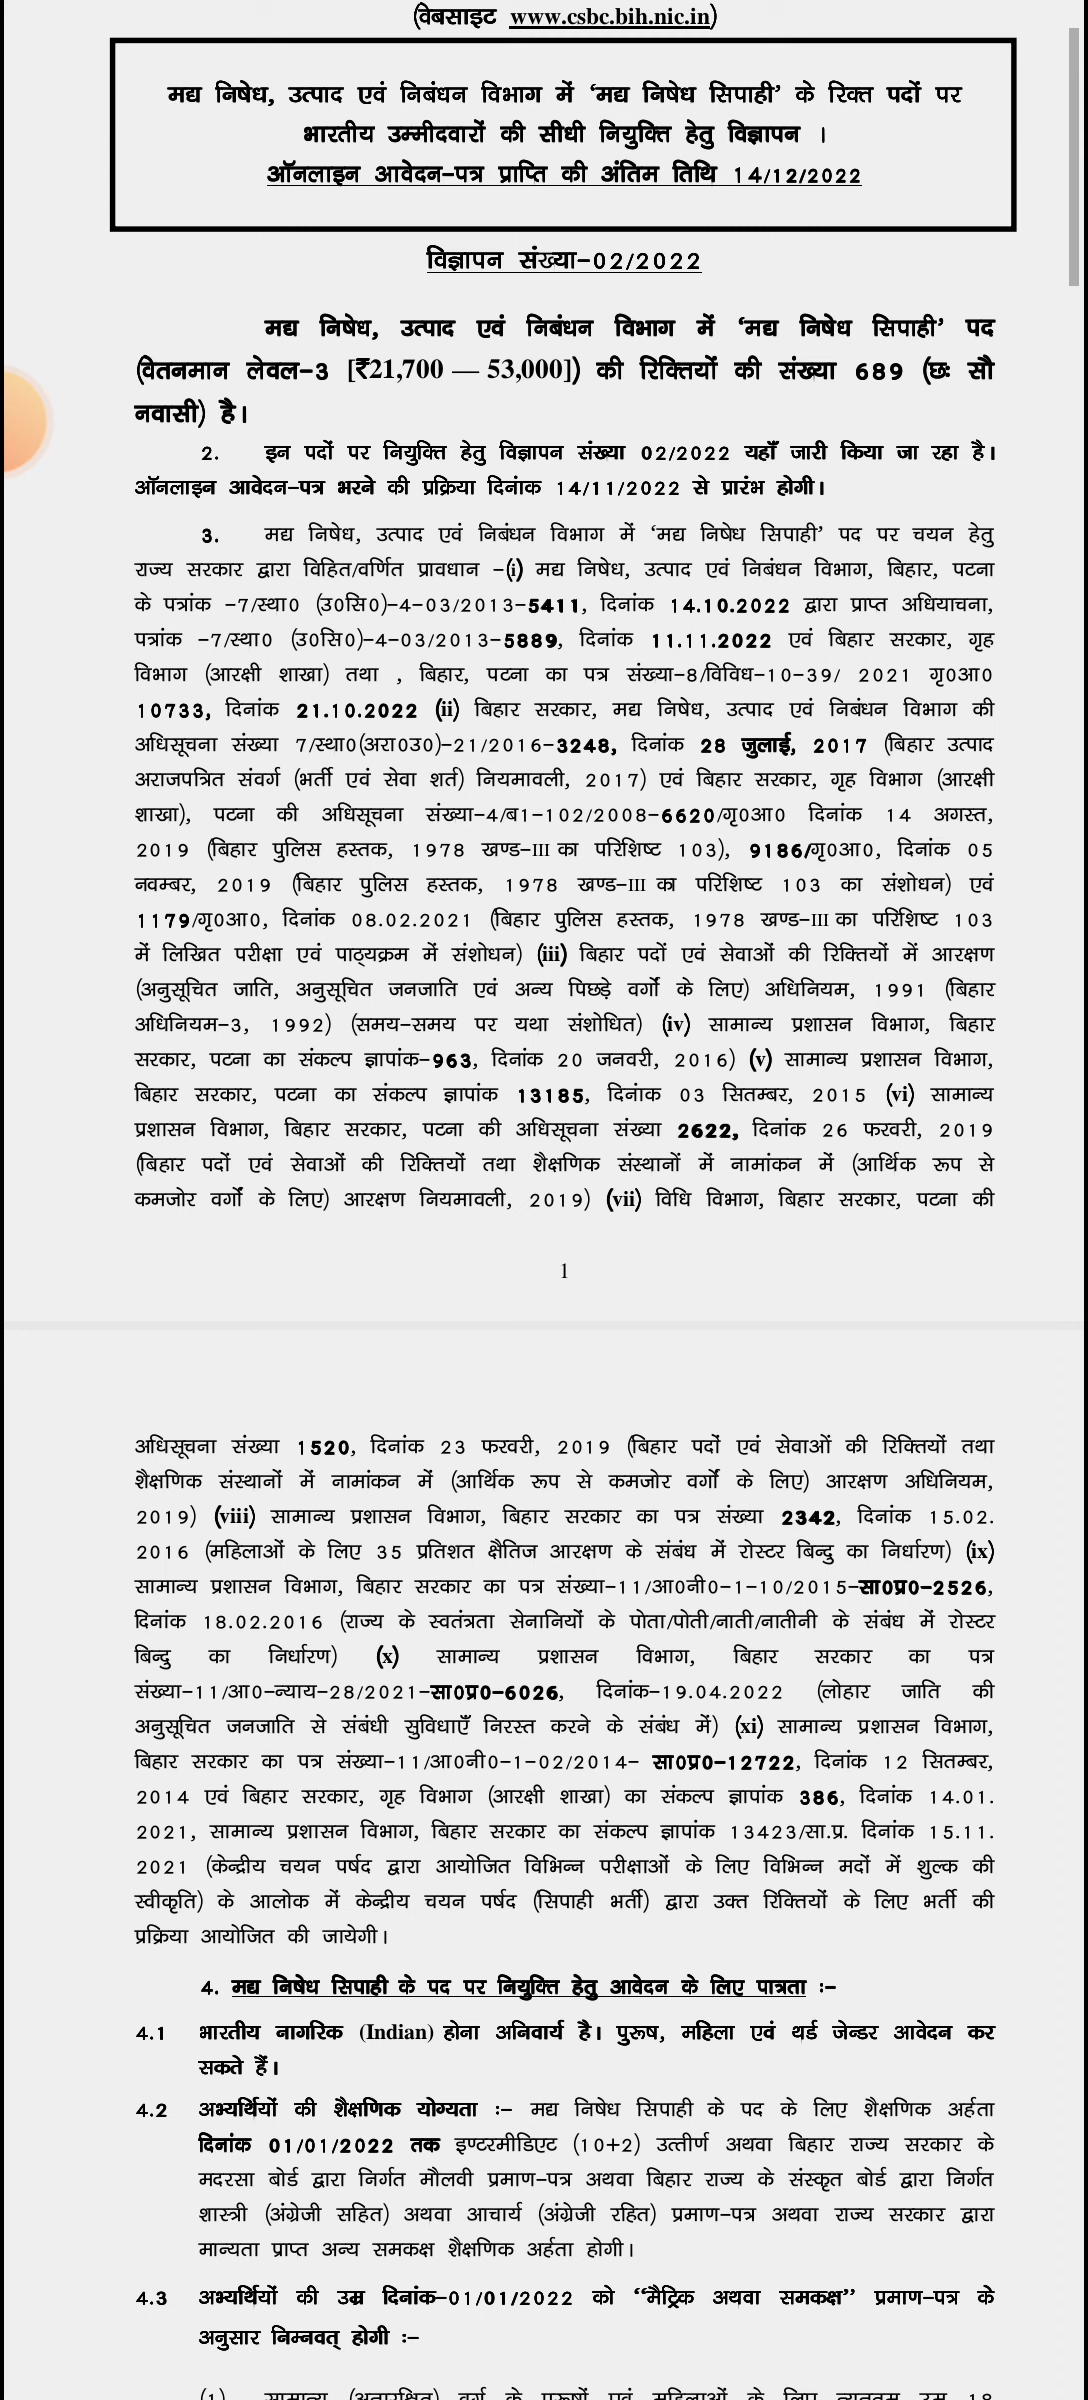 (वेबसाइट www.csbc.bih.nic.in)
मद्य निषेध, उत्पाद एवं निबंधन विभाग में ‘मद्य निषेध सिपाही’ के रिक्त पदों पर
भारतीय उम्मीदवारों की सीधी नियुक्ति हेतु विज्ञापन ।
ऑनलाइन आवेदन–पत्र प्राप्ति की अंतिम तिथि 14/12/2022
विज्ञापन संख्या–02/2022
मद्य निषेध, उत्पाद एवं निबंधन विभाग में ‘मद्य निषेध सिपाही’ पद
(वेतनमान लेवल–3 [₹21,700 — 53,000]) की रिक्तियों की संख्या 689 (छः सौ
नवासी) है।
2. इन पदों पर नियुक्ति हेतु विज्ञापन संख्या 02/2022 यहाँ जारी किया जा रहा है।
ऑनलाइन आवेदन–पत्र भरने की प्रक्रिया दिनांक 14/11/2022 से प्रारंभ होगी।
3. मद्य निषेध, उत्पाद एवं निबंधन विभाग में ‘मद्य निषेध सिपाही’ पद पर चयन हेतु
राज्य सरकार द्वारा विहित/वर्णित प्रावधान –(i) मद्य निषेध, उत्पाद एवं निबंधन विभाग, बिहार, पटना
के पत्रांक –7/स्था0 (उ0सि0)–4–03/2013–5411, दिनांक 14.10.2022 द्वारा प्राप्त अधियाचना,
पत्रांक –7/स्था0 (उ0सि0)–4–03/2013–5889, दिनांक 11.11.2022 एवं बिहार सरकार, गृह
विभाग (आरक्षी शाखा) तथा , बिहार, पटना का पत्र संख्या–8/विविध–10–39/ 2021 गृ0आ0
10733, दिनांक 21.10.2022 (ii) बिहार सरकार, मद्य निषेध, उत्पाद एवं निबंधन विभाग की
अधिसूचना संख्या 7/स्था0(अरा0उ0)–21/2016–3248, दिनांक 28 जुलाई, 2017 (बिहार उत्पाद
अराजपत्रित संवर्ग (भर्ती एवं सेवा शर्त) नियमावली, 2017) एवं बिहार सरकार, गृह विभाग (आरक्षी
शाखा), पटना की अधिसूचना संख्या–4/ब1–102/2008–6620/गृ0आ0 दिनांक 14 अगस्त,
2019 (बिहार पुलिस हस्तक, 1978 खण्ड–III का परिशिष्ट 103), 9186/गृ0आ0, दिनांक 05
नवम्बर, 2019 (बिहार पुलिस हस्तक, 1978 खण्ड–III का परिशिष्ट 103 का संशोधन) एवं
1179/गृ0आ0, दिनांक 08.02.2021 (बिहार पुलिस हस्तक, 1978 खण्ड–III का परिशिष्ट 103
में लिखित परीक्षा एवं पाठ्यक्रम में संशोधन) (iii) बिहार पदों एवं सेवाओं की रिक्तियों में आरक्षण
(अनुसूचित जाति, अनुसूचित जनजाति एवं अन्य पिछड़े वर्गो के लिए) अधिनियम, 1991 (बिहार
अधिनियम–3, 1992) (समय–समय पर यथा संशोधित) (iv) सामान्य प्रशासन विभाग, बिहार
सरकार, पटना का संकल्प ज्ञापांक–963, दिनांक 20 जनवरी, 2016) (v) सामान्य प्रशासन विभाग,
बिहार सरकार, पटना का संकल्प ज्ञापांक 13185, दिनांक 03 सितम्बर, 2015 (vi) सामान्य
प्रशासन विभाग, बिहार सरकार, पटना की अधिसूचना संख्या 2622, दिनांक 26 फरवरी, 2019
(बिहार पदों एवं सेवाओं की रिक्तियों तथा शैक्षणिक संस्थानों में नामांकन में (आर्थिक रूप से
कमजोर वर्गों के लिए) आरक्षण नियमावली, 2019) (vii) विधि विभाग, बिहार सरकार, पटना की
1
अधिसूचना संख्या 1520, दिनांक 23 फरवरी, 2019 (बिहार पदों एवं सेवाओं की रिक्तियों तथा
शैक्षणिक संस्थानों में नामांकन में (आर्थिक रूप से कमजोर वर्गों के लिए) आरक्षण अधिनियम,
2019) (viii) सामान्य प्रशासन विभाग, बिहार सरकार का पत्र संख्या 2342, दिनांक 15.02.
2016 (महिलाओं के लिए 35 प्रतिशत क्षैतिज आरक्षण के संबंध में रोस्टर बिन्दु का निर्धारण) (ix)
सामान्य प्रशासन विभाग, बिहार सरकार का पत्र संख्या–11/आ0नी0–1–10/2015–सा0प्र0–2526,
दिनांक 18.02.2016 (राज्य के स्वतंत्रता सेनानियों के पोता/पोती/नाती/नातीनी के संबंध में रोस्टर
बिन्दु का निर्धारण) (x) सामान्य प्रशासन विभाग, बिहार सरकार का पत्र
संख्या–11/आ0–न्याय–28/2021–सा0प्र0–6026, दिनांक–19.04.2022 (लोहार जाति की
अनुसूचित जनजाति से संबंधी सुविधाएँ निरस्त करने के संबंध में) (xi) सामान्य प्रशासन विभाग,
बिहार सरकार का पत्र संख्या–11/आ0नी0–1–02/2014– सा0प्र0–12722, दिनांक 12 सितम्बर,
2014 एवं बिहार सरकार, गृह विभाग (आरक्षी शाखा) का संकल्प ज्ञापांक 386, दिनांक 14.01.
2021, सामान्य प्रशासन विभाग, बिहार सरकार का संकल्प ज्ञापांक 13423/सा.प्र. दिनांक 15.11.
2021 (केन्द्रीय चयन पर्षद द्वारा आयोजित विभिन्न परीक्षाओं के लिए विभिन्न मदों में शुल्क की
स्वीकृति) के आलोक में केन्द्रीय चयन पर्षद (सिपाही भर्ती) द्वारा उक्त रिक्तियों के लिए भर्ती की
प्रक्रिया आयोजित की जायेगी।
4. मद्य निषेध सिपाही के पद पर नियुक्ति हेतु आवेदन के लिए पात्रता :–
4.1 भारतीय नागरिक (Indian) होना अनिवार्य है। पुरूष, महिला एवं थर्ड जेन्डर आवेदन कर
सकते हैं।
4.2 अभ्यर्थियों की शैक्षणिक योग्यता :– मद्य निषेध सिपाही के पद के लिए शैक्षणिक अर्हता
दिनांक 01/01/2022 तक इण्टरमीडिएट (10+2) उत्तीर्ण अथवा बिहार राज्य सरकार के
मदरसा बोर्ड द्वारा निर्गत मौलवी प्रमाण–पत्र अथवा बिहार राज्य के संस्कृत बोर्ड द्वारा निर्गत
शास्त्री (अंग्रेजी सहित) अथवा आचार्य (अंग्रेजी रहित) प्रमाण–पत्र अथवा राज्य सरकार द्वारा
मान्यता प्राप्त अन्य समकक्ष शैक्षणिक अर्हता होगी।
4.3 अभ्यर्थियों की उम्र दिनांक–01/01/2022 को “मैट्रिक अथवा समकक्ष” प्रमाण–पत्र के
अनुसार निम्नवत् होगी :–